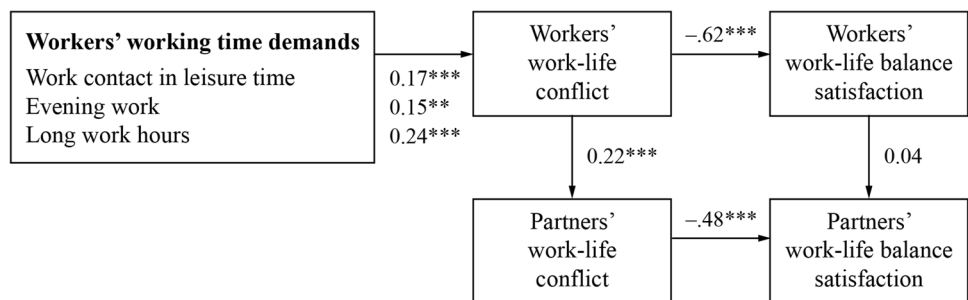 Workers’ working time demands
Work contact in leisure time
Evening work
Long work hours
0.17***
0.15**
0.24***
Workers’
work-life
conflict
–.62***
Workers’
work-life balance
satisfaction
0.22***
0.04
Partners’
work-life
conflict
–.48***
Partners’
work-life balance
satisfaction